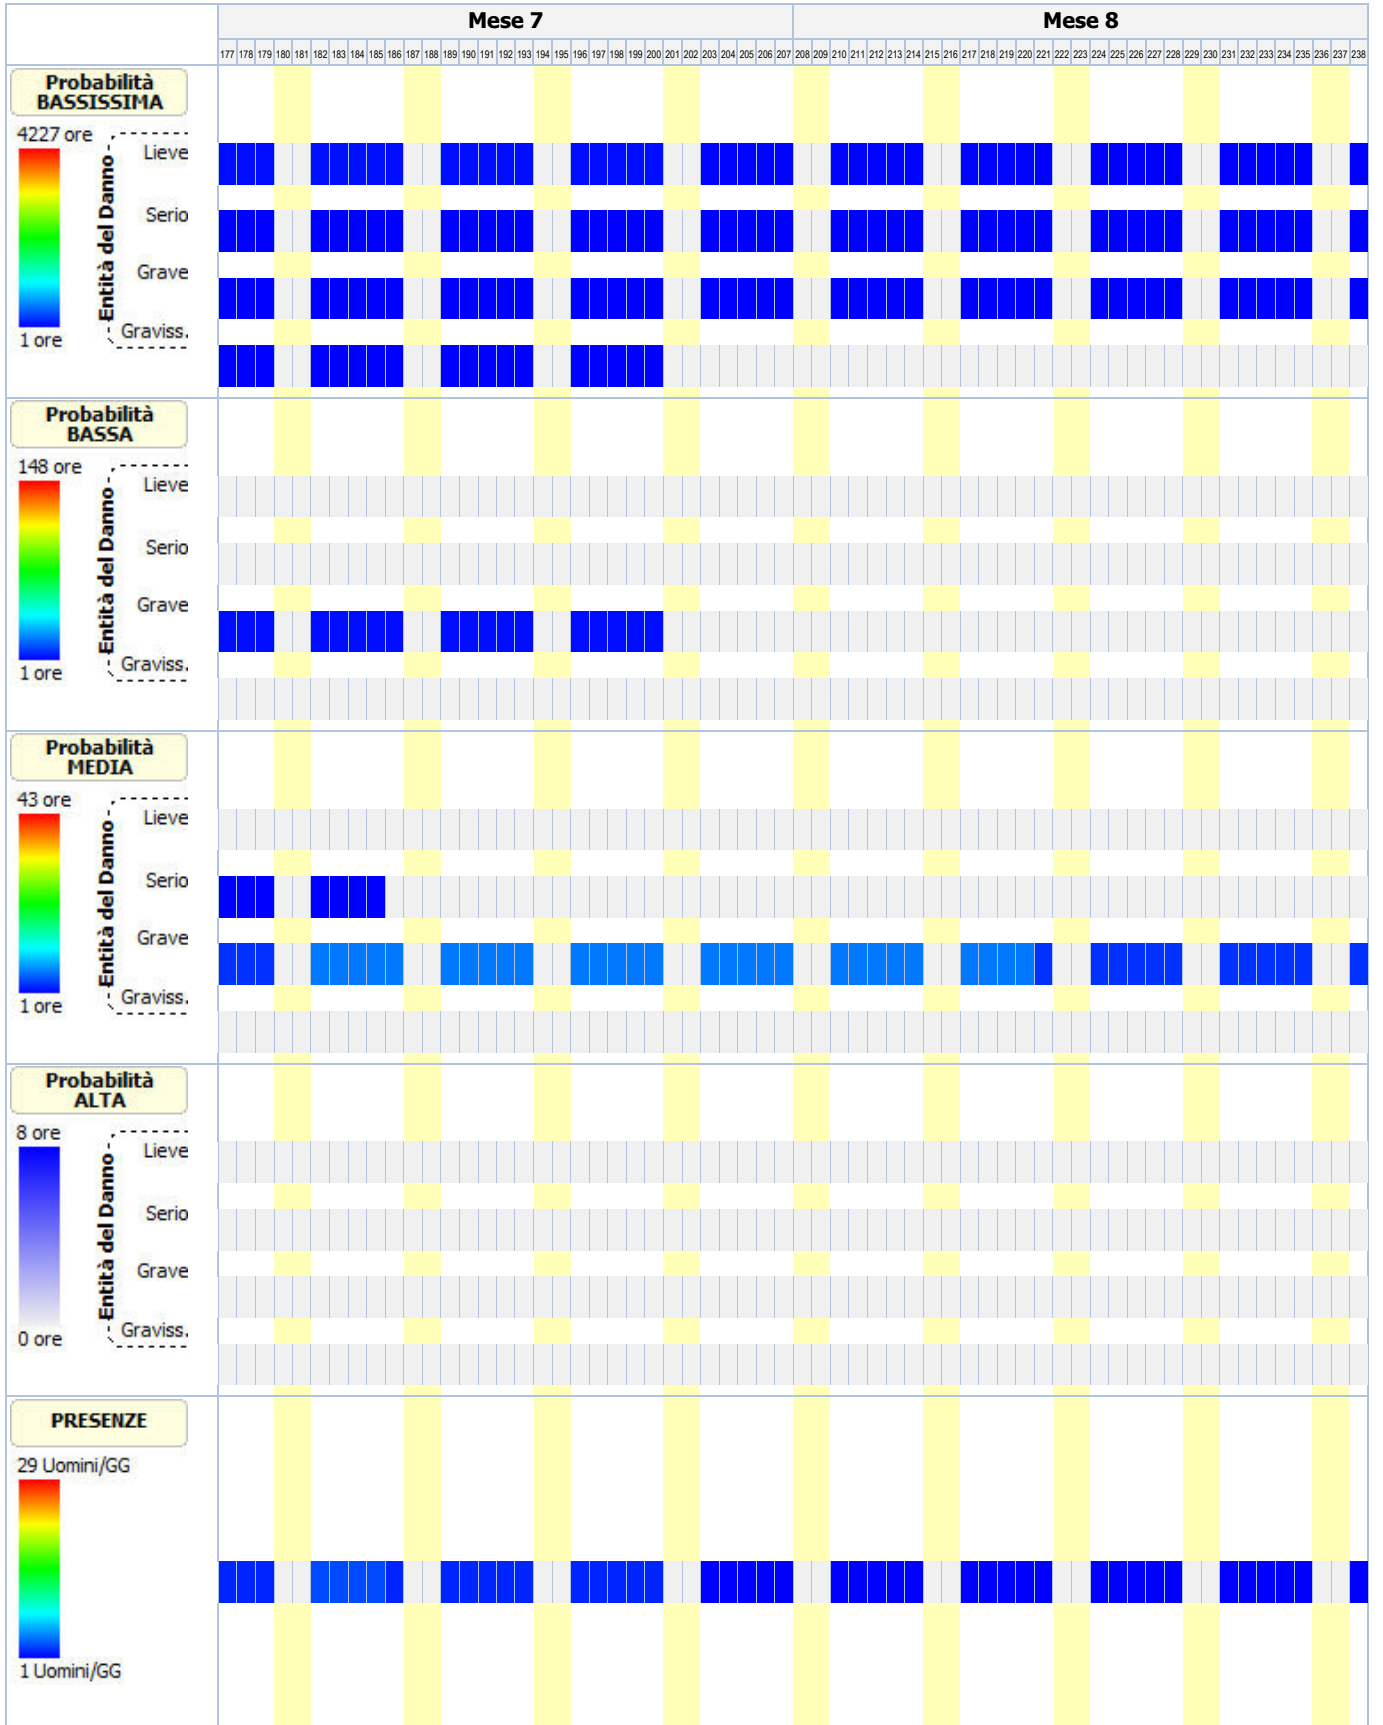 Mese 7 Mese 8
177 178 179 180 181 182 183 184 185 186 187 188 189 190 191 192 193 194 195 196 197 198 199 200 201 202 203 204 205 206 207 208 209 210 211 212 213 214 215 216 217 218 219 220 221 222 223 224 225 226 227 228 229 230 231 232 233 234 235 236 237 238
Probabilità
BASSISSIMA
4227 ore
1 ore
Entità del Danno
Lieve
Serio
Grave
Graviss.
Probabilità
BASSA
148 ore
1 ore
Entità del Danno
Lieve
Serio
Grave
Graviss.
Probabilità
MEDIA
43 ore
1 ore
Entità del Danno
Lieve
Serio
Grave
Graviss.
Probabilità
ALTA
8 ore
0 ore
Entità del Danno
Lieve
Serio
Grave
Graviss.
PRESENZE
29 Uomini/GG
1 Uomini/GG